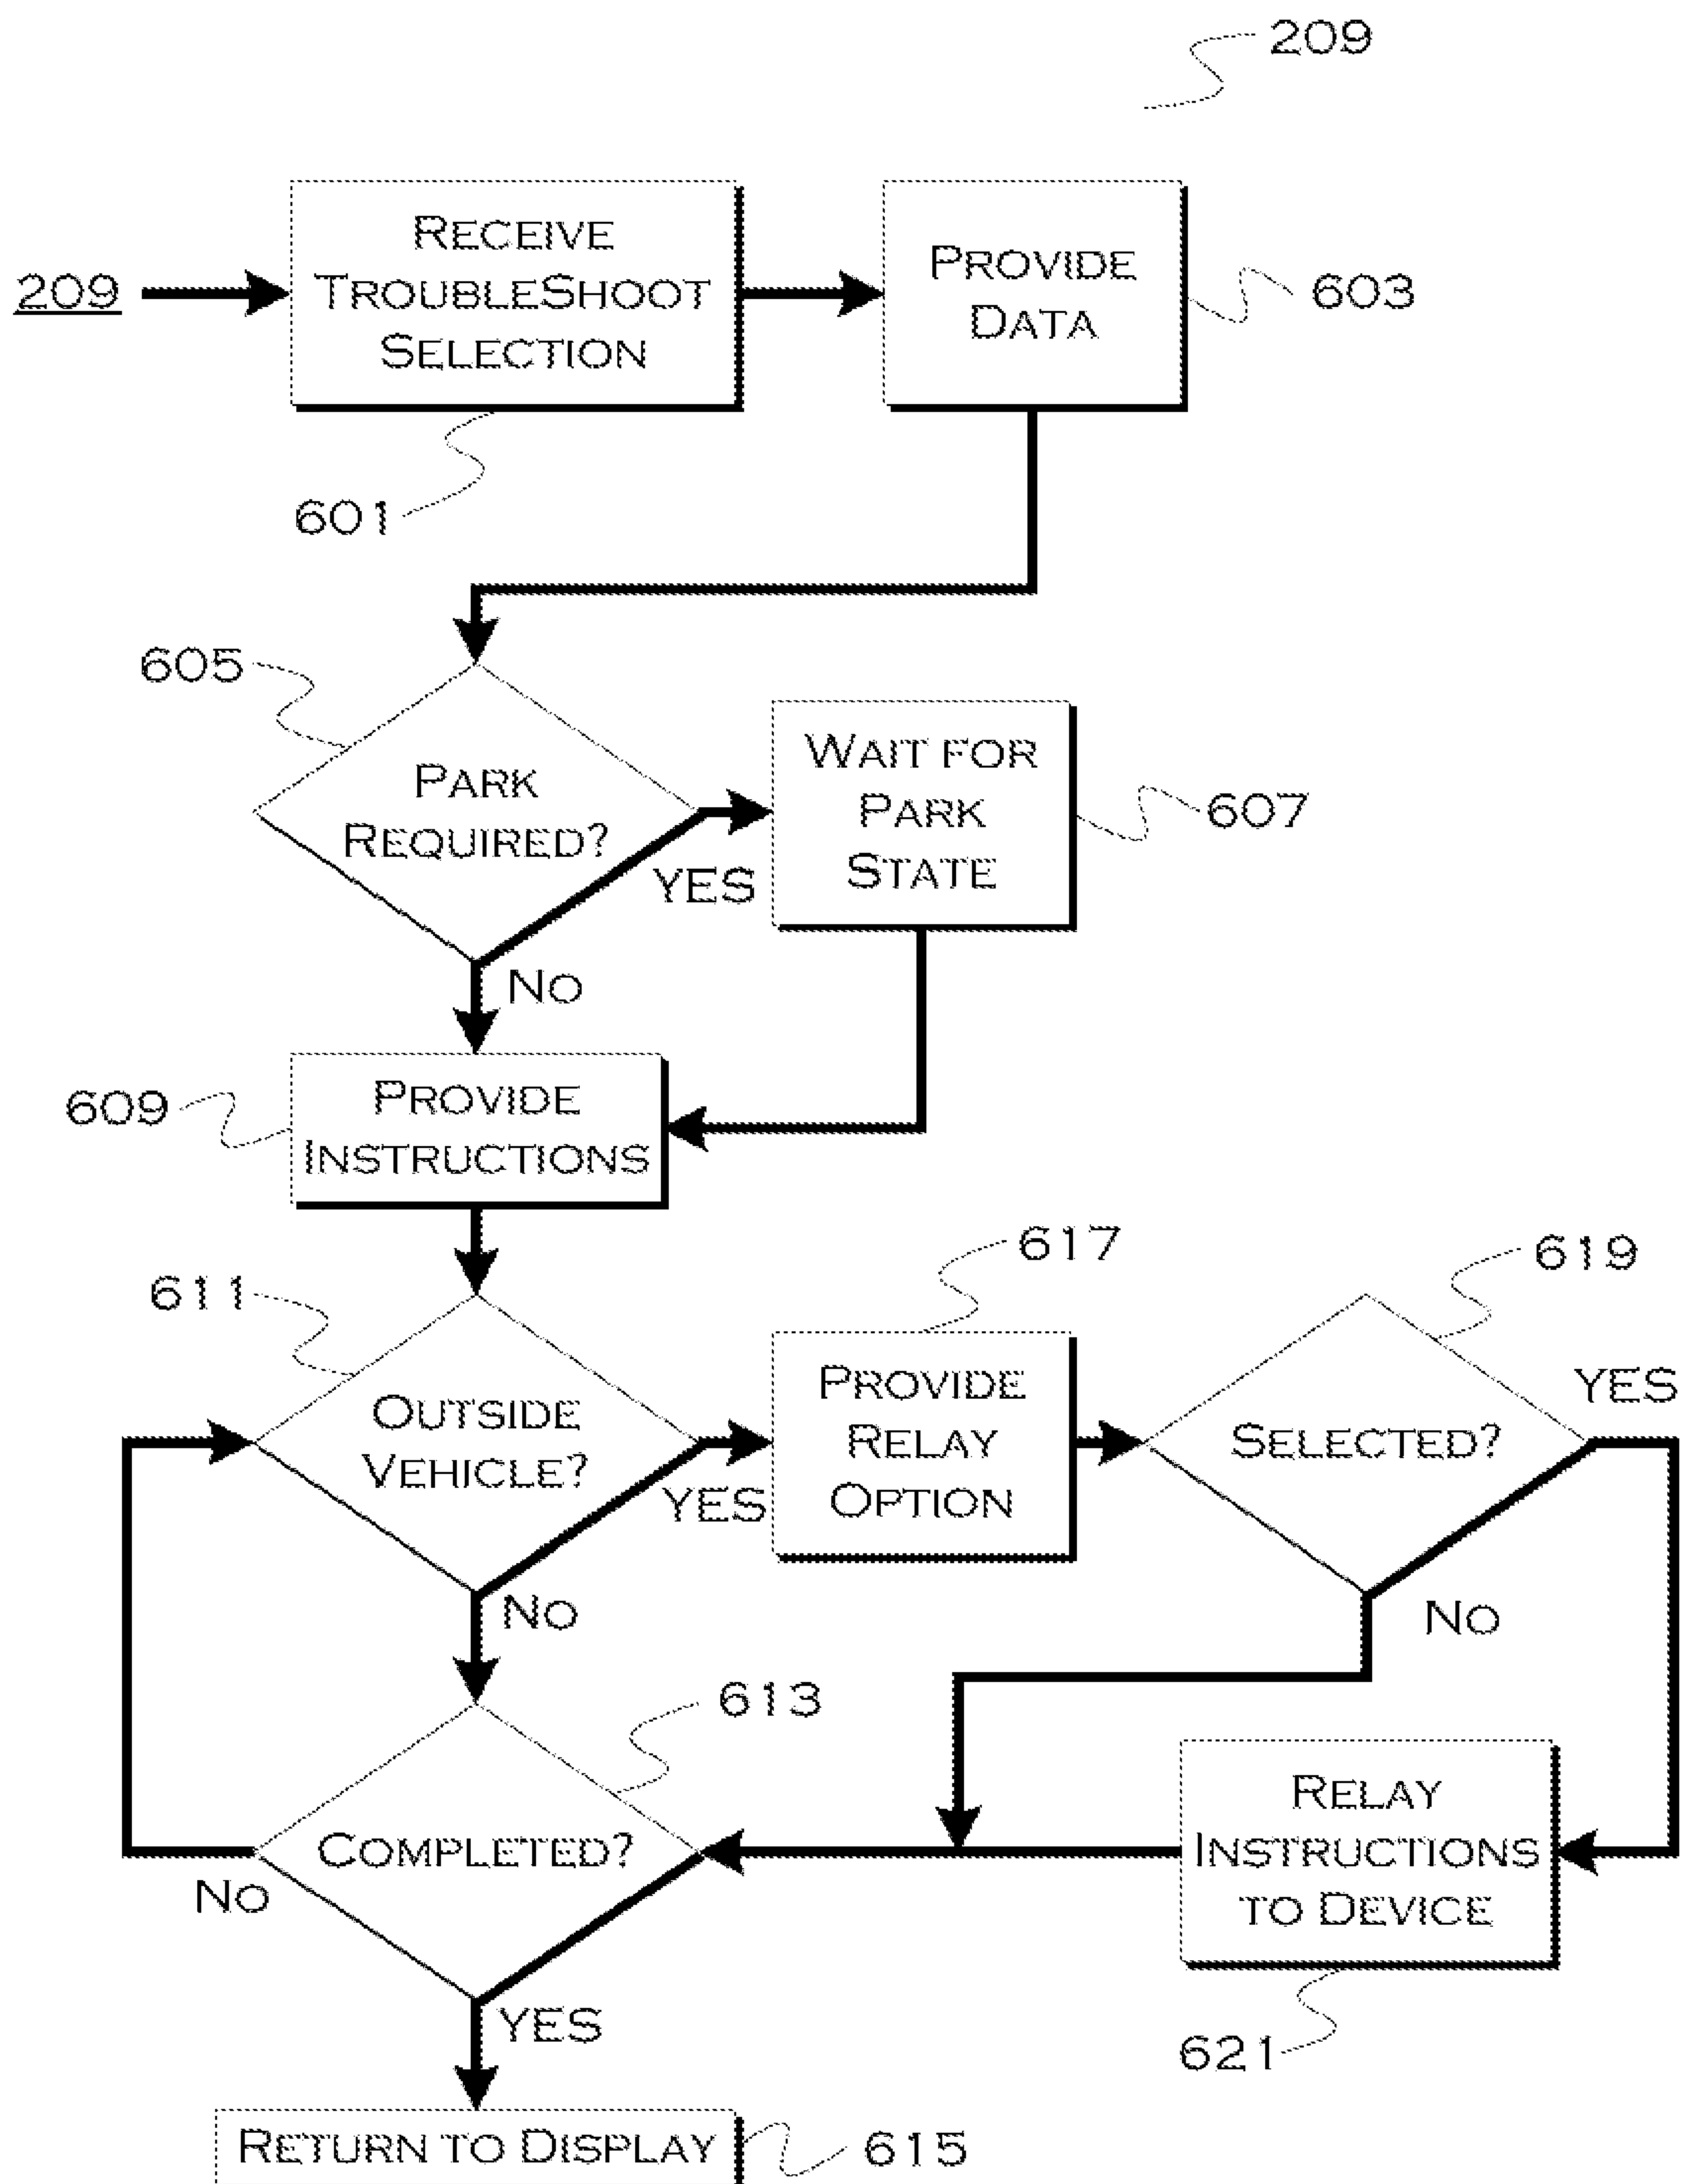 209
209
RECEIVE
TROUBLESHOOT
SELECTION
PROVIDE
DATA
603
601
605
PARK
REQUIRED?
YES
NO
WAIT FOR
PARK
STATE
607
609
PROVIDE
INSTRUCTIONS
611
OUTSIDE
VEHICLE?
YES
NO
617
PROVIDE
RELAY
OPTION
619
SELECTED?
YES
NO
613
COMPLETED?
NO
YES
RELAY
INSTRUCTIONS
TO DEVICE
621
RETURN TO DISPLAY
615